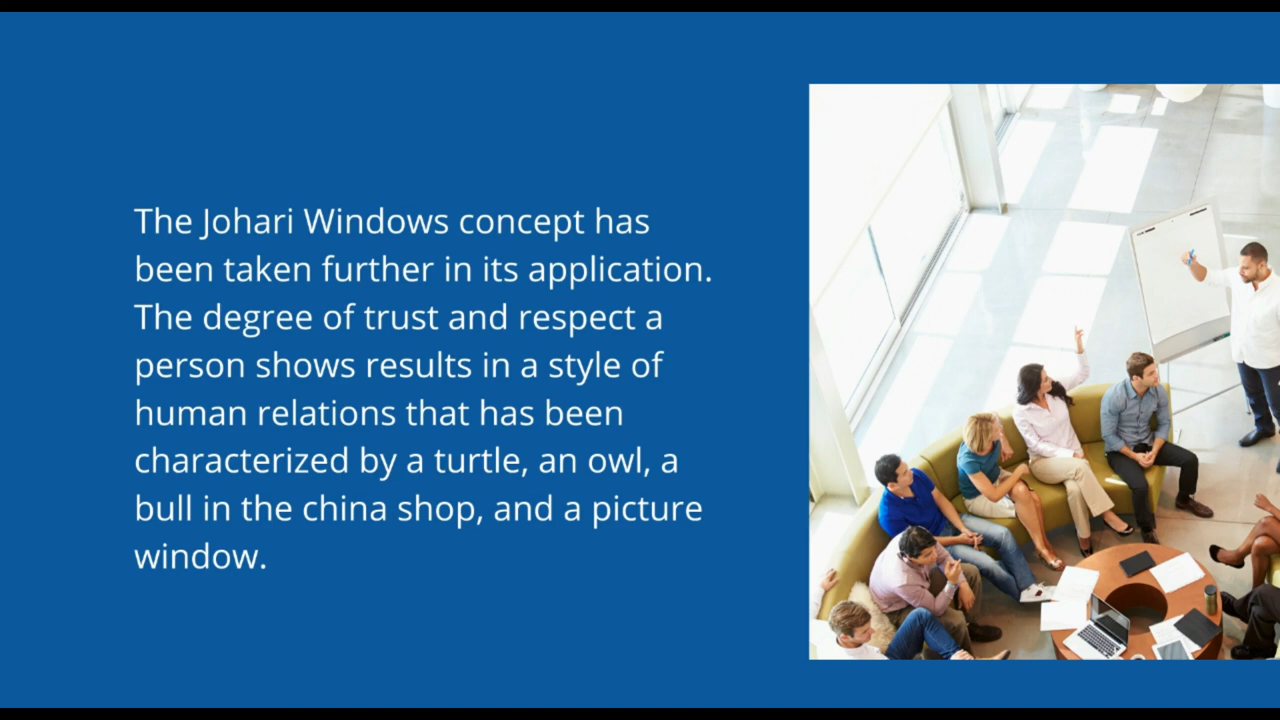 The Johari Windows concept has
been taken further in its application.
The degree of trust and respect a
person shows results in a style of
human relations that has been
characterized by a turtle, an owl, a
bull in the china shop, and a picture
window.